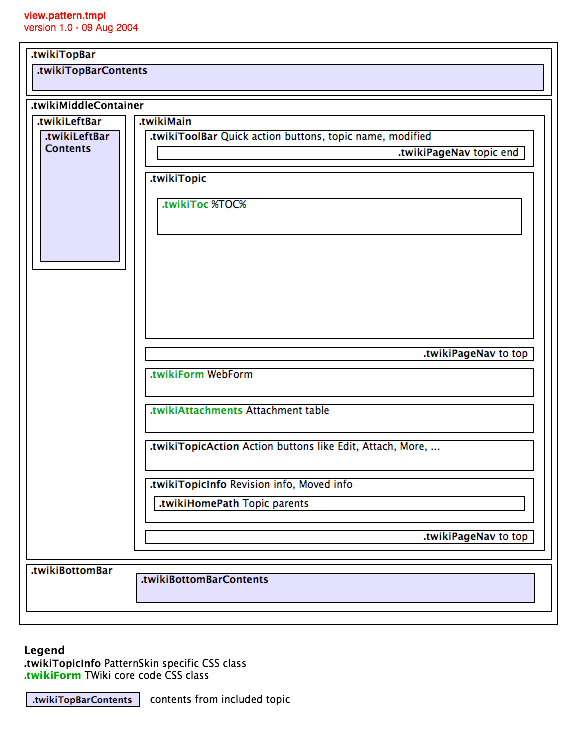 view.pattern.tmpl
version 1.0 - 09 Aug 2004
.twikiTopBar
.twikiTopBarContents
.twikiMiddleContainer
.twikiLeftBar
.twikiLeftBar
Contents
.twikiMain
.twikiToolBar Quick action buttons, topic name, modified
.twikiPageNav topic end
.twikiTopic
.twikiToc %TOC%
.twikiPageNav to top
.twikiForm WebForm
.twikiAttachments Attachment table
.twikiTopicAction Action buttons like Edit, Attach, More, ...
.twikiTopicInfo Revision info, Moved info
.twikiHomePath Topic parents
.twikiPageNav to top
.twikiBottomBar
.twikiBottomBarContents
Legend
.twikiTopicInfo PatternSkin specific CSS class
.twikiForm TWiki core code CSS class
.twikiTopBarContents contents from included topic